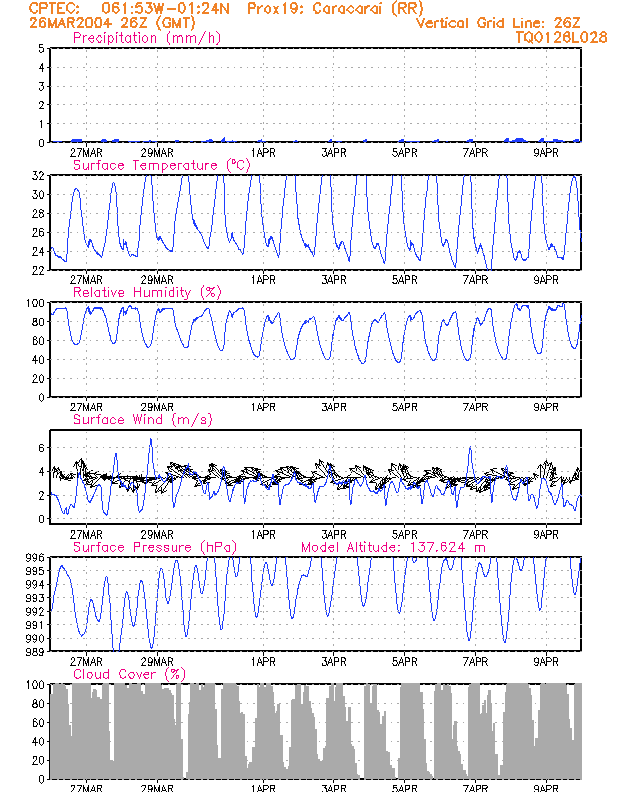 CPTEC: 061:53W-01:24N Prox19: Caracaraí (RR)
26MAR2004 26Z (GMT) Vertical Grid Line: 26Z
TQ0126L028
Precipitation (mm/h)
5
4
3
2
1
0
27MAR 29MAR 1APR 3APR 5APR 7APR 9APR
Surface Temperature (°C)
32
30
28
26
24
22
27MAR 29MAR 1APR 3APR 5APR 7APR 9APR
Relative Humidity (%)
100
80
60
40
20
0
27MAR 29MAR 1APR 3APR 5APR 7APR 9APR
Surface Wind (m/s)
6
4
2
0
27MAR 29MAR 1APR 3APR 5APR 7APR 9APR
Surface Pressure (hPa) Model Altitude: 137.624 m
996
995
994
993
992
991
990
989
27MAR 29MAR 1APR 3APR 5APR 7APR 9APR
Cloud Cover (%)
100
80
60
40
20
0
27MAR 29MAR 1APR 3APR 5APR 7APR 9APR